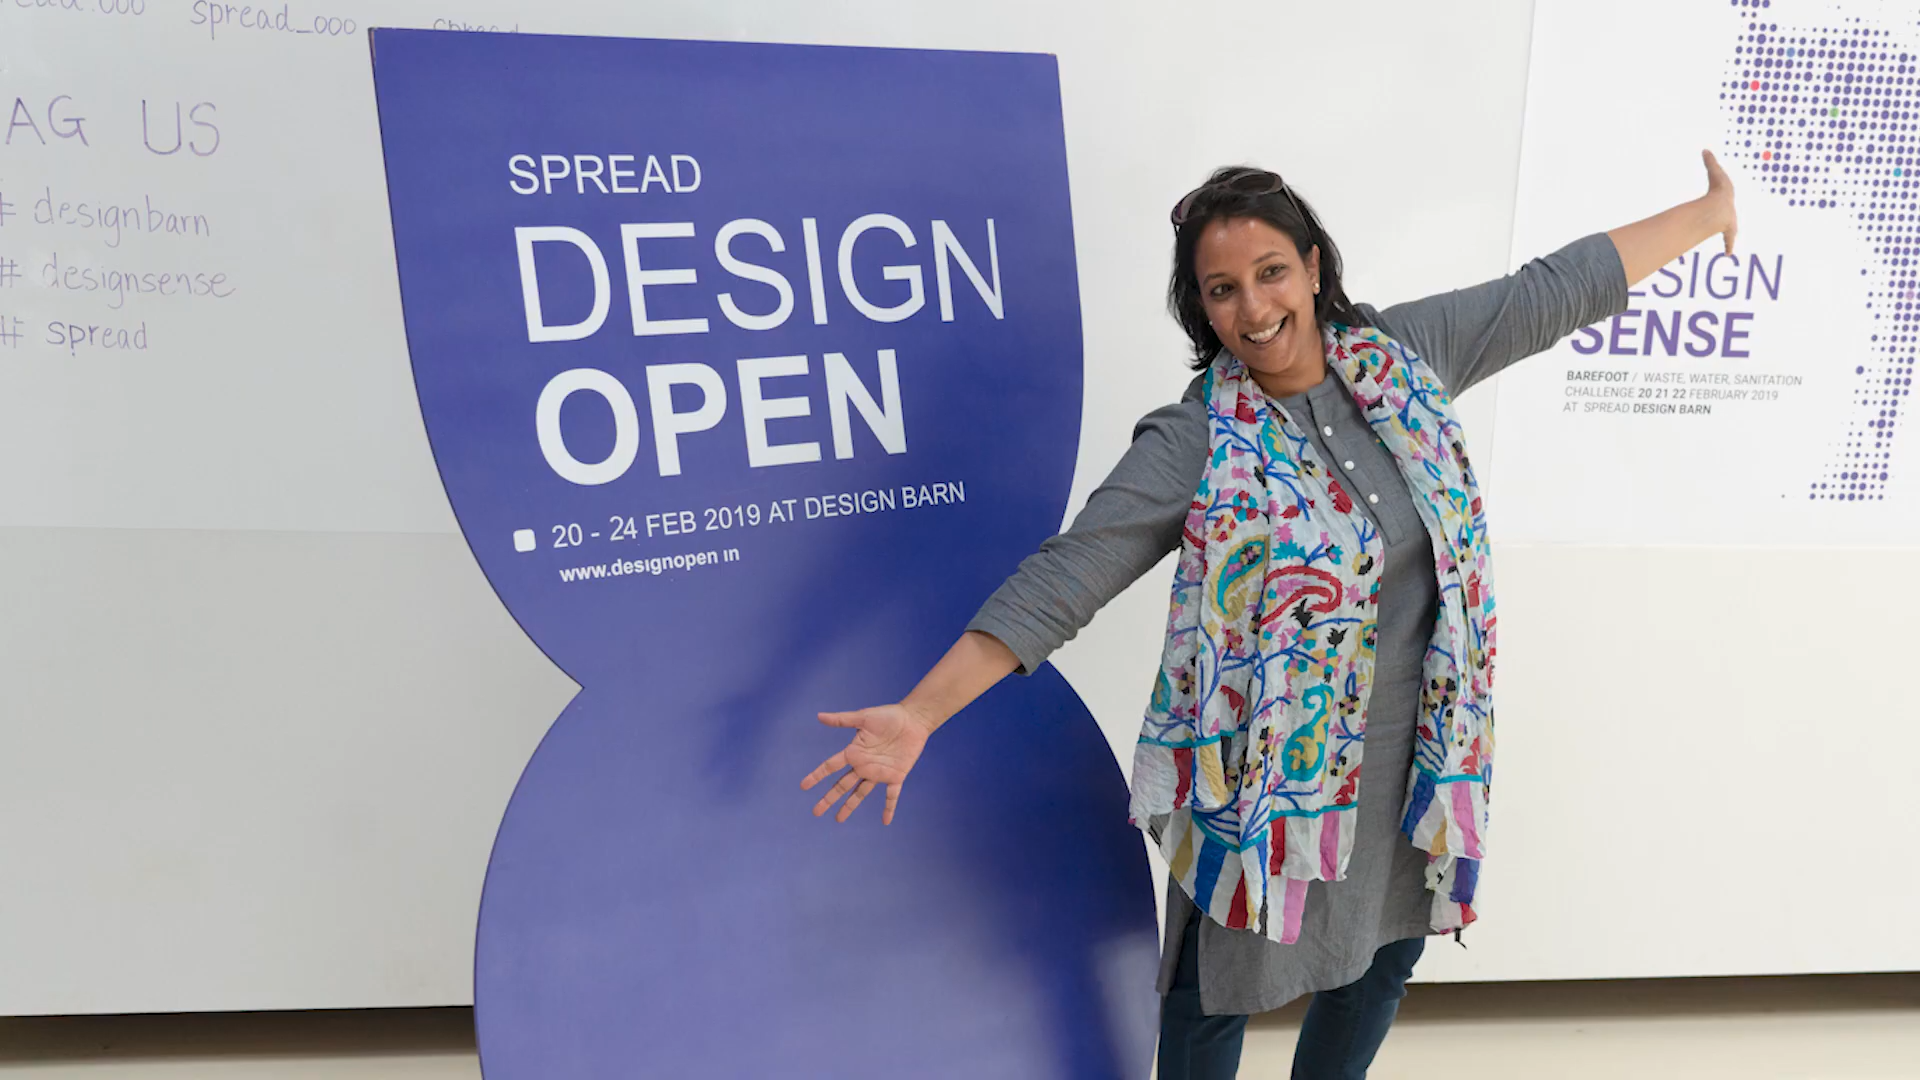 spread_ooo
AG US
# designbarn
# designsense
# spread
SPREAD
DESIGN
OPEN
20 - 24 FEB 2019 AT DESIGN BARN
www.designopen in
ESIGN
SENSE
BAREFOOT / WASTE, WATER, SANITATION
CHALLENGE 20 21 22 FEBRUARY 2019
AT SPREAD DESIGN BARN